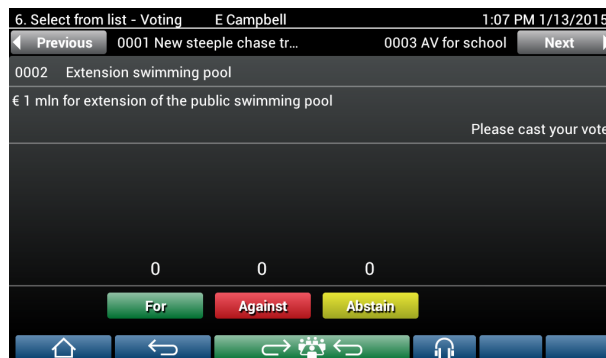 6. Select from list - Voting E Campbell 1:07 PM 1/13/2015
Previous 0001 New steeple chase tr... 0003 AV for school Next
0002 Extension swimming pool
€ 1 mln for extension of the public swimming pool
Please cast your vote
0 0 0
For Against Abstain